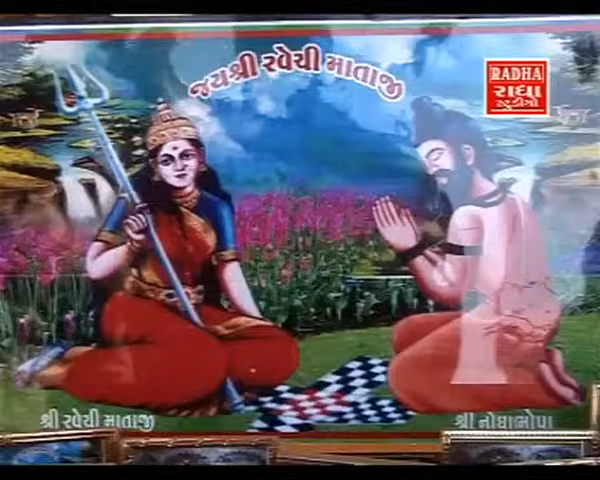 જયશ્રી રવેચી માતાજી
RADHA
રાધા
સ્ટુડીયો
શ્રી રવેચી માતાજી
શ્રી નોઘાભોપા